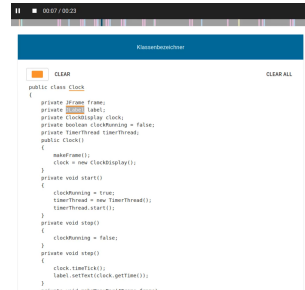 00:07 / 00:23
Klassenbezeichner
CLEAR CLEAR ALL
public class Clock
{
private JFrame frame;
private JLabel label;
private ClockDisplay clock;
private boolean clockRunning = false;
private TimerThread timerThread;
public Clock()
{
makeFrame();
clock = new ClockDisplay();
}
private void start()
{
clockRunning = true;
timerThread = new TimerThread();
timerThread.start();
}
private void stop()
{
clockRunning = false;
}
private void step()
{
clock.timeTick();
label.setText(clock.getTime());
}